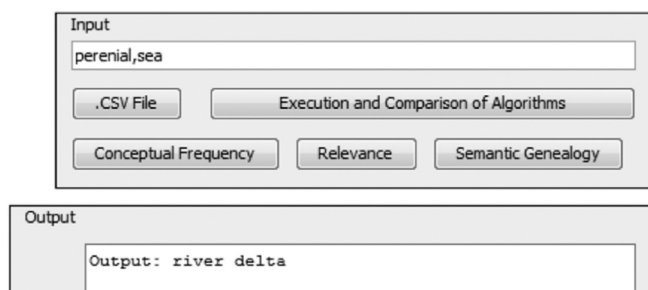 Input
perenial,sea
.CSV File Execution and Comparison of Algorithms
Conceptual Frequency Relevance Semantic Genealogy
Output
Output: river delta